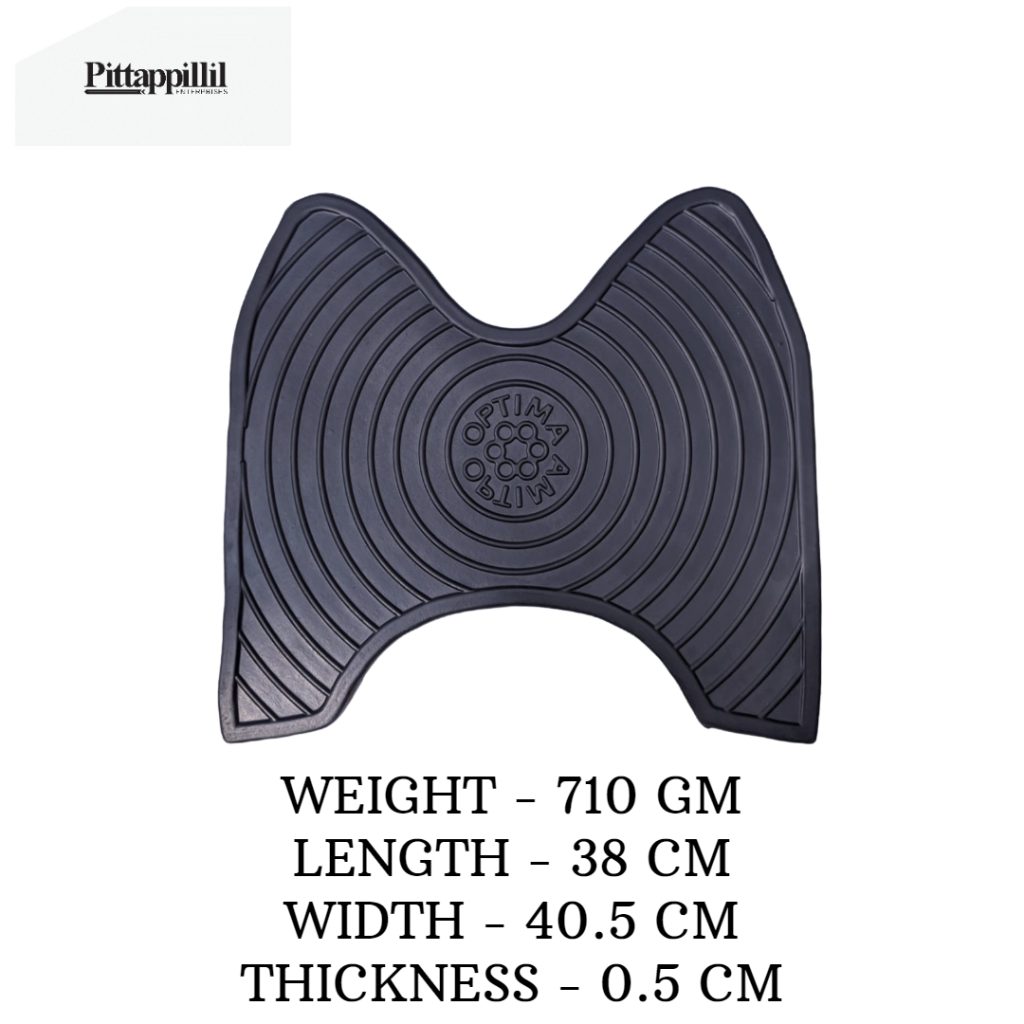 Pittappillil
ENTERPRISES
OPTIMA
OPTIMA
WEIGHT - 710 GM
LENGTH - 38 CM
WIDTH - 40.5 CM
THICKNESS - 0.5 CM